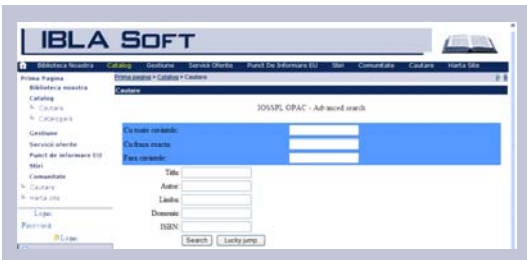 IBLA SOFT
Biblioteca Noastra Catalog Gestiune Servicii Oferite Punct De Informare EU Stiri Comunitate Cautare Harta Site
Prima Pagina
Biblioteca noastra
Catalog
Cautare
Catalogare
Gestiune
Servicii oferite
Punct de informare EU
Stiri
Comunitate
Cautare
Harta site
Login:
Password:
Login
Prima pagina > Catalog > Cautare
Cautare
IOSSPL OPAC - Advanced search
Cu toate cuvintele:
Cu fraza exacta:
Fara cuvintele:
Titlu:
Autor:
Limba:
Domeniu:
ISBN:
Search Lucky jump